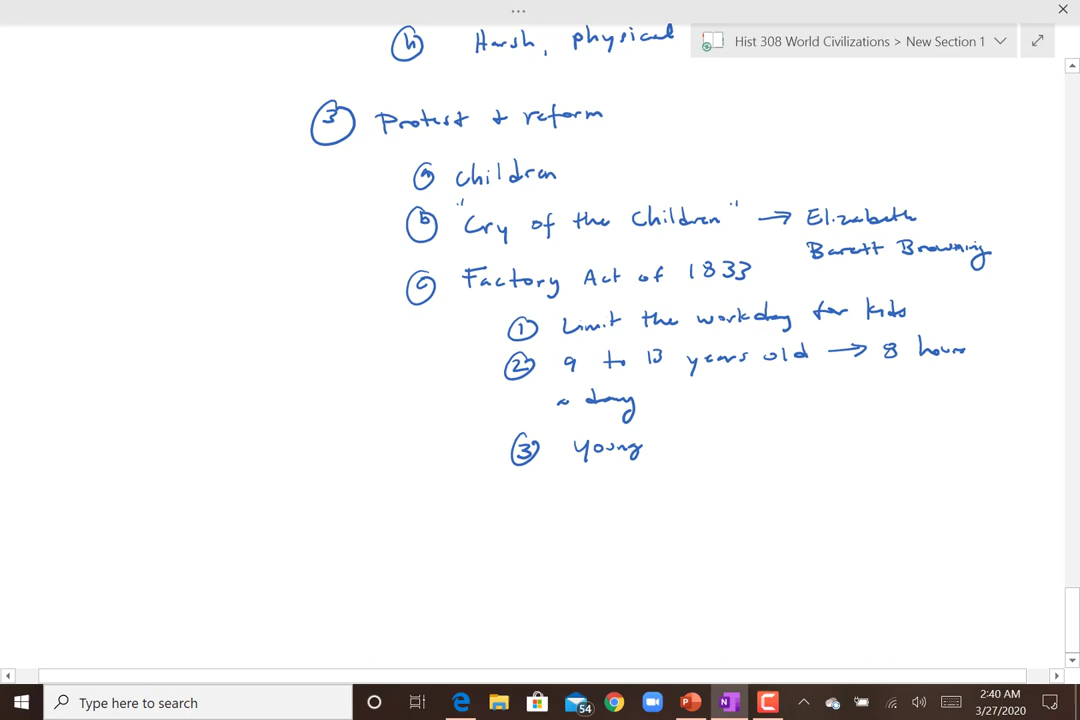 ...
Hist 308 World Civilizations > New Section 1
h Harsh, physical
3 Protest + reform
a children
b "Cry of the Children" → Elizabeth
Barett Browning
c Factory Act of 1833
1 Limit the workday for kids
2 9 to 13 years old → 8 hours
a day
3 young
Type here to search
54
2:40 AM
3/27/2020